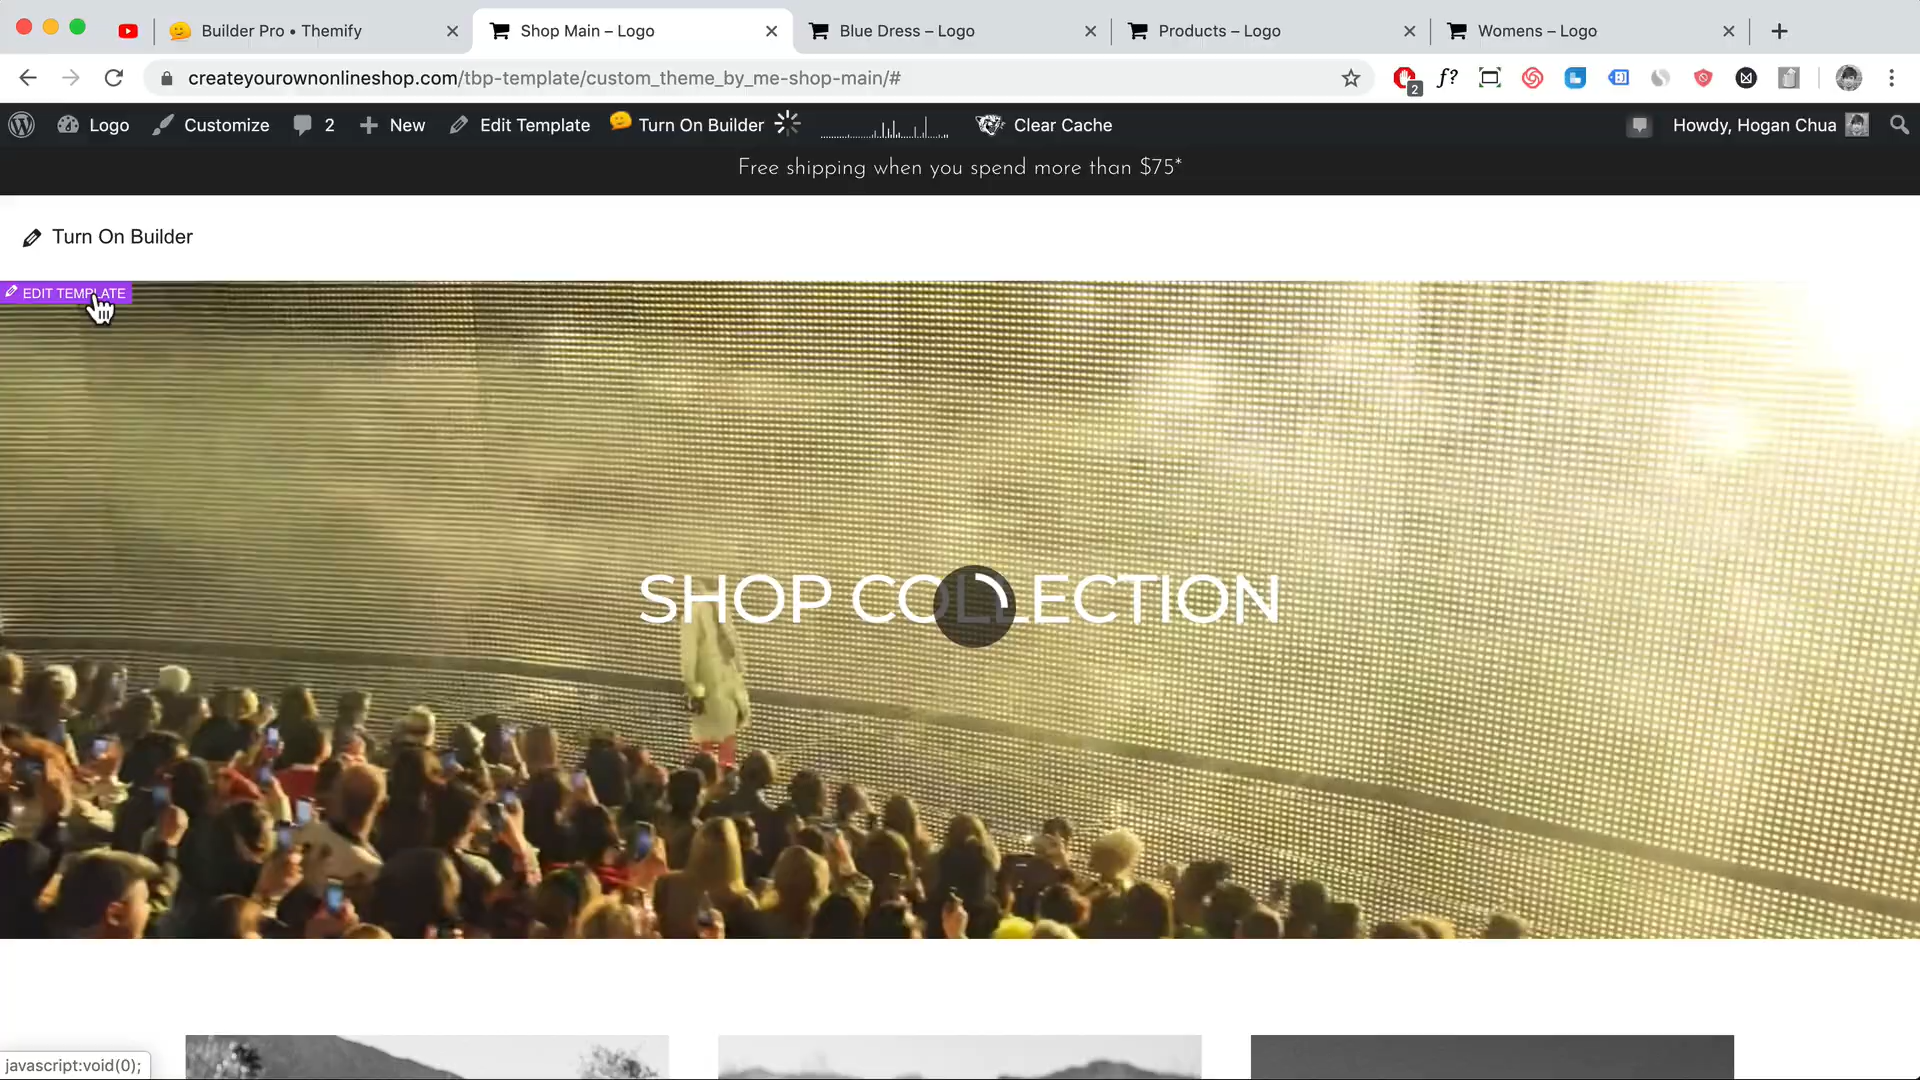 Builder Pro • Themify
Shop Main – Logo
Blue Dress – Logo
Products – Logo
Womens – Logo
createyourownonlineshop.com/tbp-template/custom_theme_by_me-shop-main/#
2
f?
Logo
Customize
2
New
Edit Template
Turn On Builder
Clear Cache
Howdy, Hogan Chua
Free shipping when you spend more than $75*
Turn On Builder
EDIT TEMPLATE
SHOP COLLECTION
javascript:void(0);